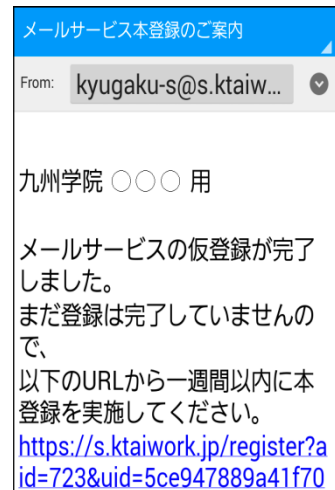 メールサービス本登録のご案内
From: kyugaku-s@s.ktaiw...
九州学院 ○○○ 用
メールサービスの仮登録が完了
しました。
まだ登録は完了していませんの
で、
以下のURLから一週間以内に本
登録を実施してください。
https://s.ktaiwork.jp/register?a
id=723&uid=5ce947889a41f70